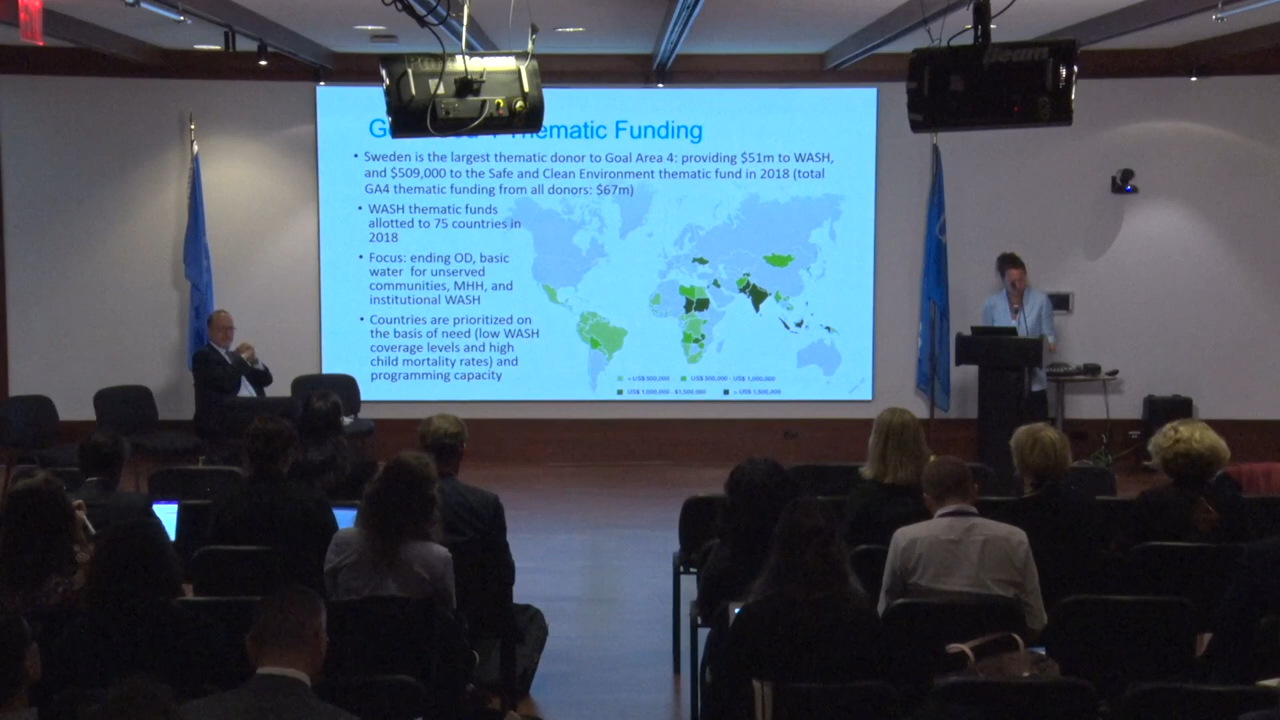 Thematic Funding
• Sweden is the largest thematic donor to Goal Area 4: providing $51m to WASH,
and $509,000 to the Safe and Clean Environment thematic fund in 2018 (total
GA4 thematic funding from all donors: $67m)
• WASH thematic funds
allotted to 75 countries in
2018
• Focus: ending OD, basic
water for unserved
communities, MHH, and
institutional WASH
• Countries are prioritized on
the basis of need (low WASH
coverage levels and high
child mortality rates) and
programming capacity
< US$ 500,000 US$ 500,000 - US$ 1,000,000
US$ 1,000,000 - $1,500,000 > US$ 1,500,000